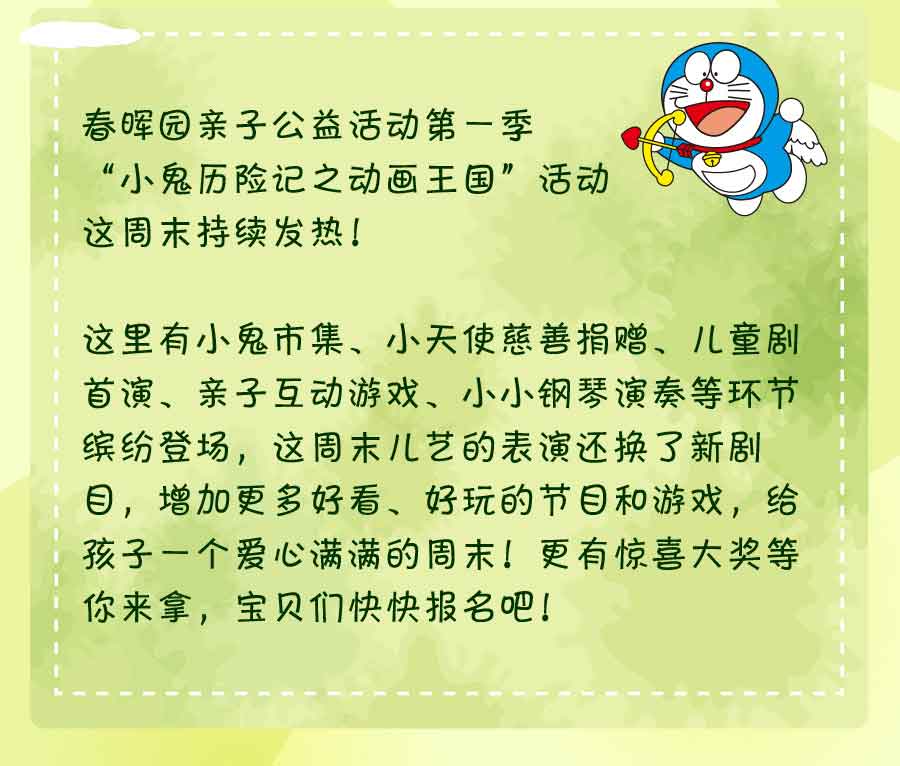 春晖园亲子公益活动第一季
“小鬼历险记之动画王国”活动
这周末持续发热！
这里有小鬼市集、小天使慈善捐赠、儿童剧
首演、亲子互动游戏、小小钢琴演奏等环节
缤纷登场，这周末儿艺的表演还换了新剧
目，增加更多好看、好玩的节目和游戏，给
孩子一个爱心满满的周末！更有惊喜大奖等
你来拿，宝贝们快快报名吧！